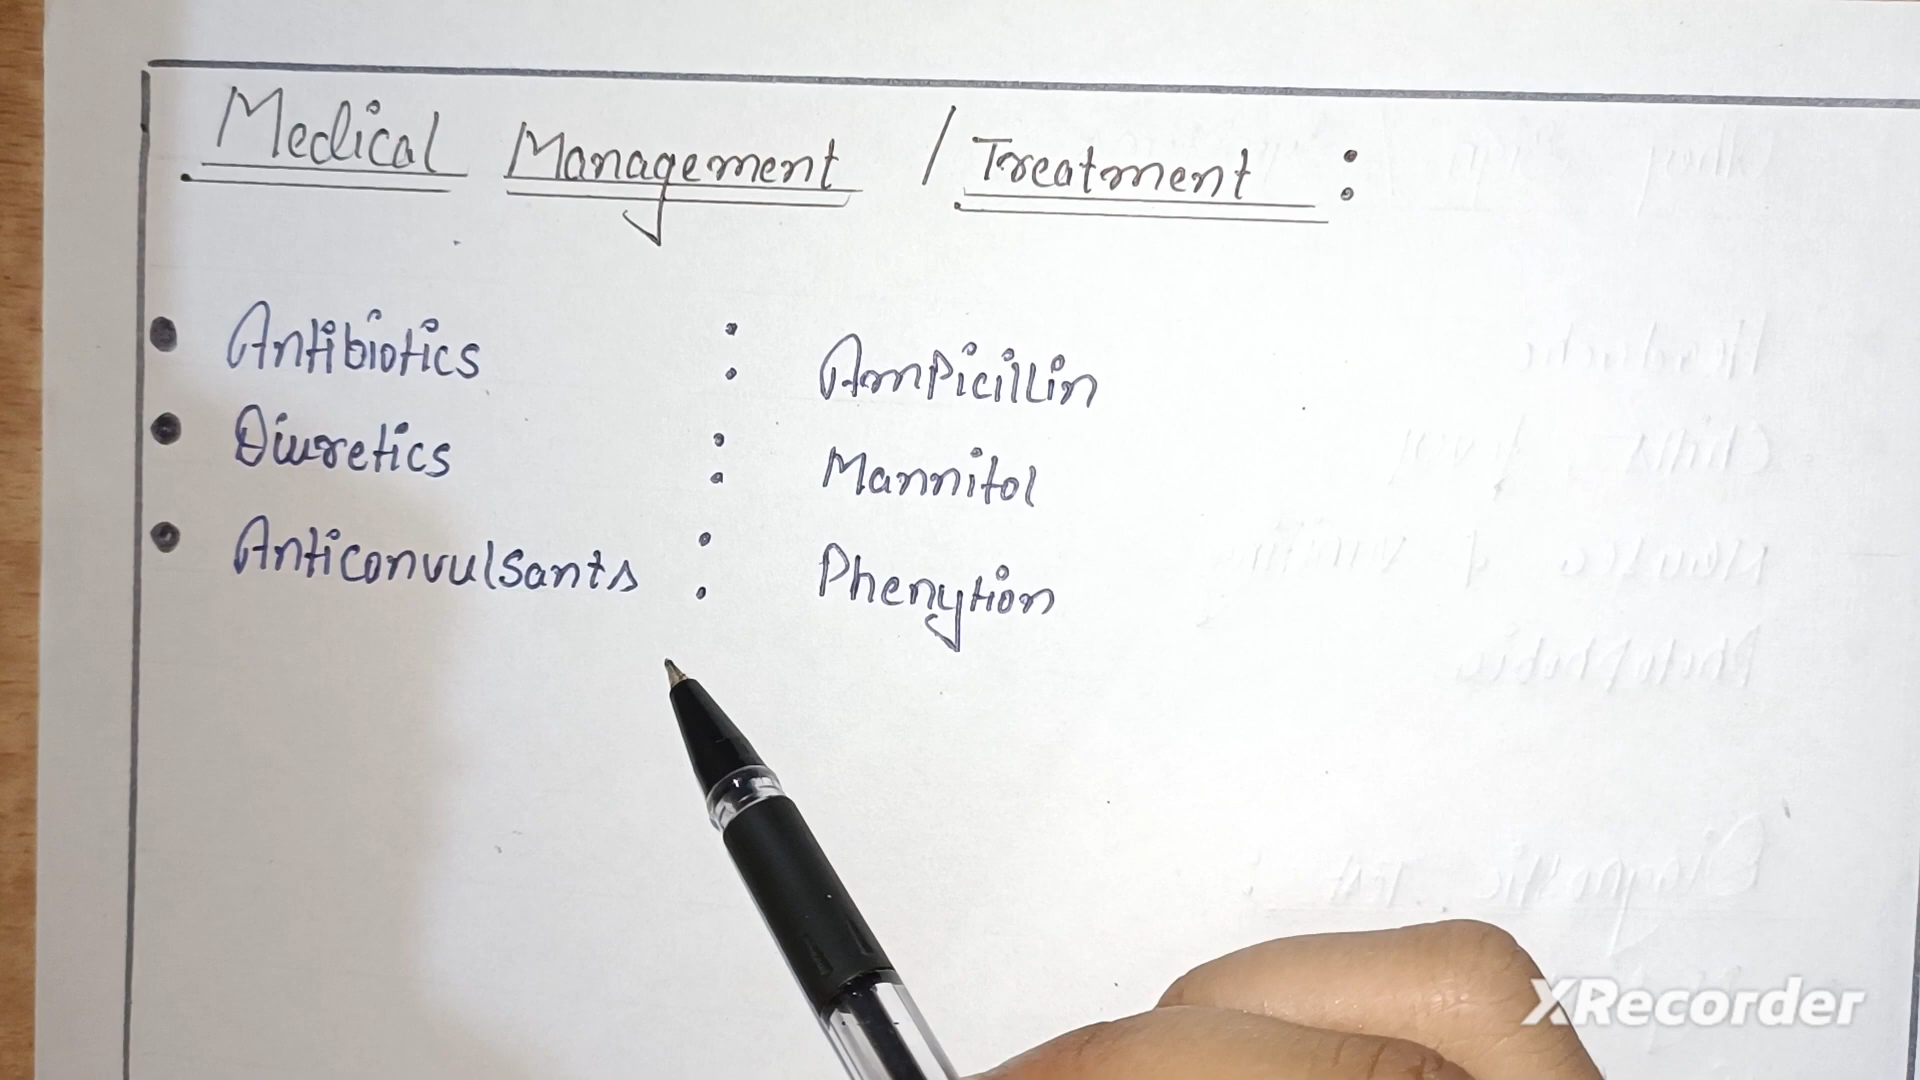 Medical Management / Treatment :
• Antibiotics : Ampicillin
• Diuretics : Mannitol
• Anticonvulsants : Phenytion
XRecorder